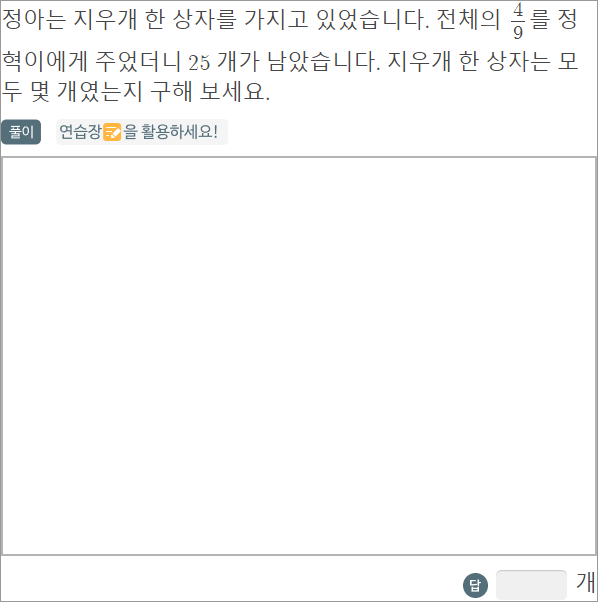 정아는 지우개 한 상자를 가지고 있었습니다. 전체의 4/9 를 정
혁이에게 주었더니 25 개가 남았습니다. 지우개 한 상자는 모
두 몇 개였는지 구해 보세요.
풀이 연습장을 활용하세요!
답 개